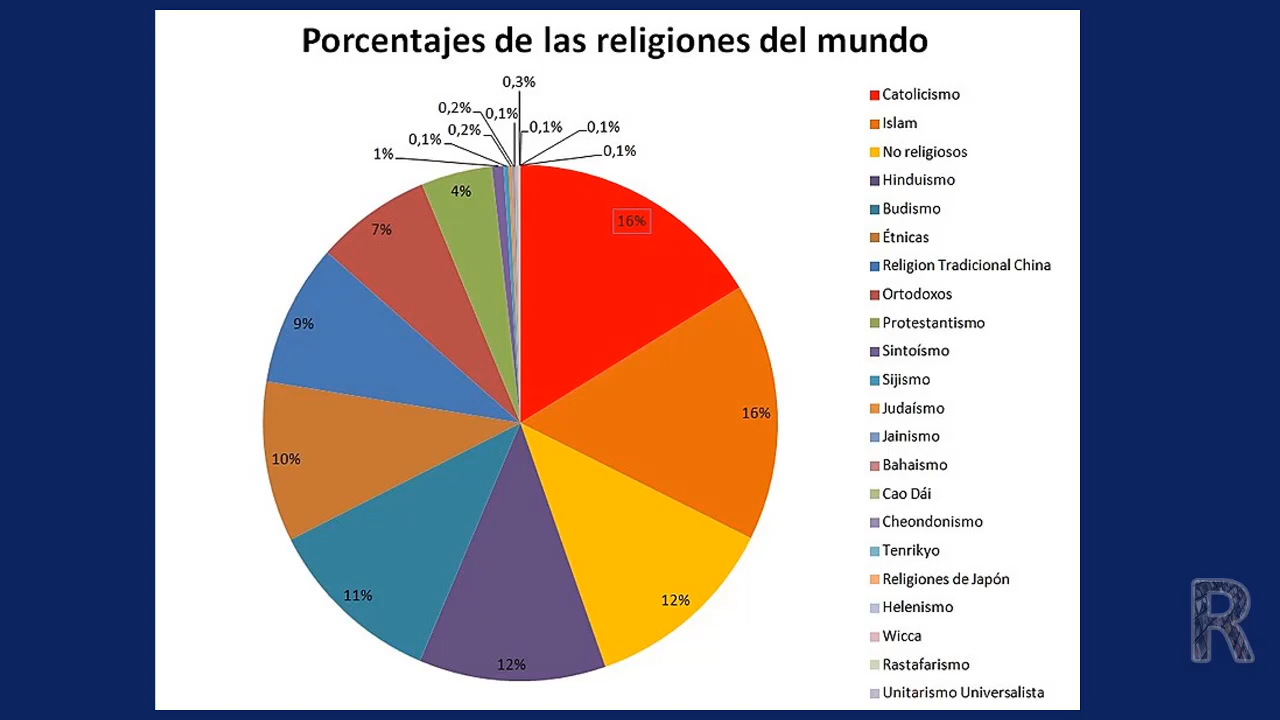 Porcentajes de las religiones del mundo
0,3%
0,2%
0,1%
0,1%
0,1%
0,1%
0,2%
0,1%
1%
4%
16%
7%
9%
16%
10%
11%
12%
12%
Catolicismo
Islam
No religiosos
Hinduismo
Budismo
Étnicas
Religion Tradicional China
Ortodoxos
Protestantismo
Sintoísmo
Sijismo
Judaísmo
Jainismo
Bahaismo
Cao Dái
Cheondonismo
Tenrikyo
Religiones de Japón
Helenismo
Wicca
Rastafarismo
Unitarismo Universalista
R